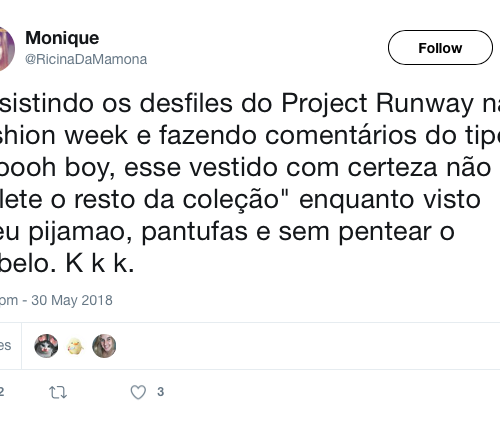 Monique
@RicinaDaMamona
Follow
sistindo os desfiles do Project Runway na
shion week e fazendo comentários do tipo
oooh boy, esse vestido com certeza não
lete o resto da coleção" enquanto visto
eu pijamao, pantufas e sem pentear o
belo. K k k.
pm - 30 May 2018
es
2
3